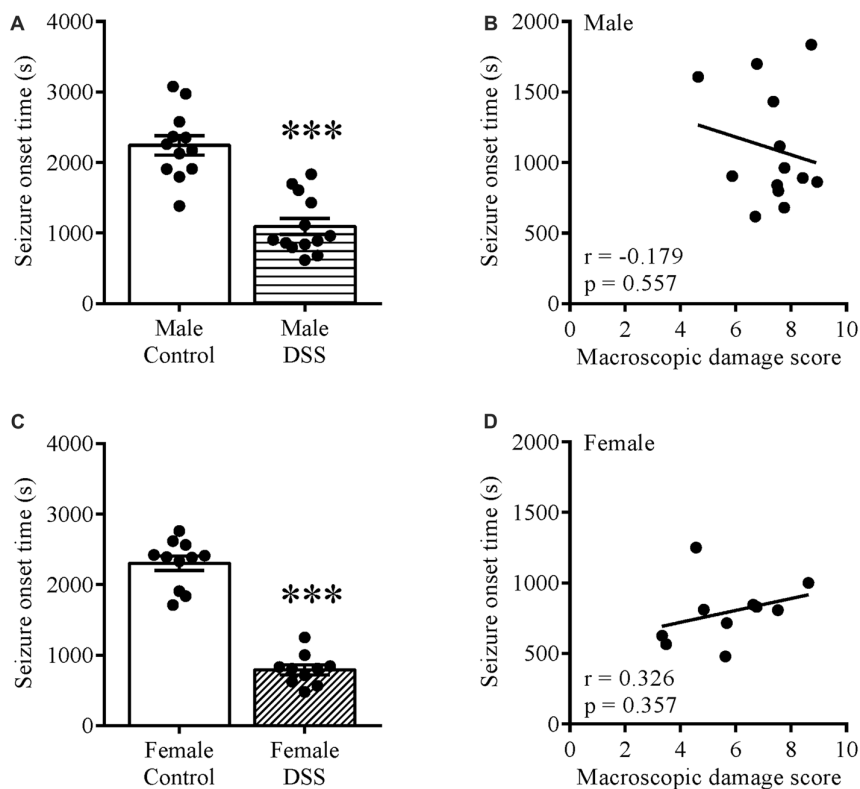 A
Seizure onset time (s)
4000
3000
2000
1000
0
***
Male
Control
Male
DSS
B
Seizure onset time (s)
2000
1500
1000
500
0
Male
r = -0.179
p = 0.557
0 2 4 6 8 10
Macroscopic damage score
C
Seizure onset time (s)
4000
3000
2000
1000
0
***
Female
Control
Female
DSS
D
Seizure onset time (s)
2000
1500
1000
500
0
Female
r = 0.326
p = 0.357
0 2 4 6 8 10
Macroscopic damage score